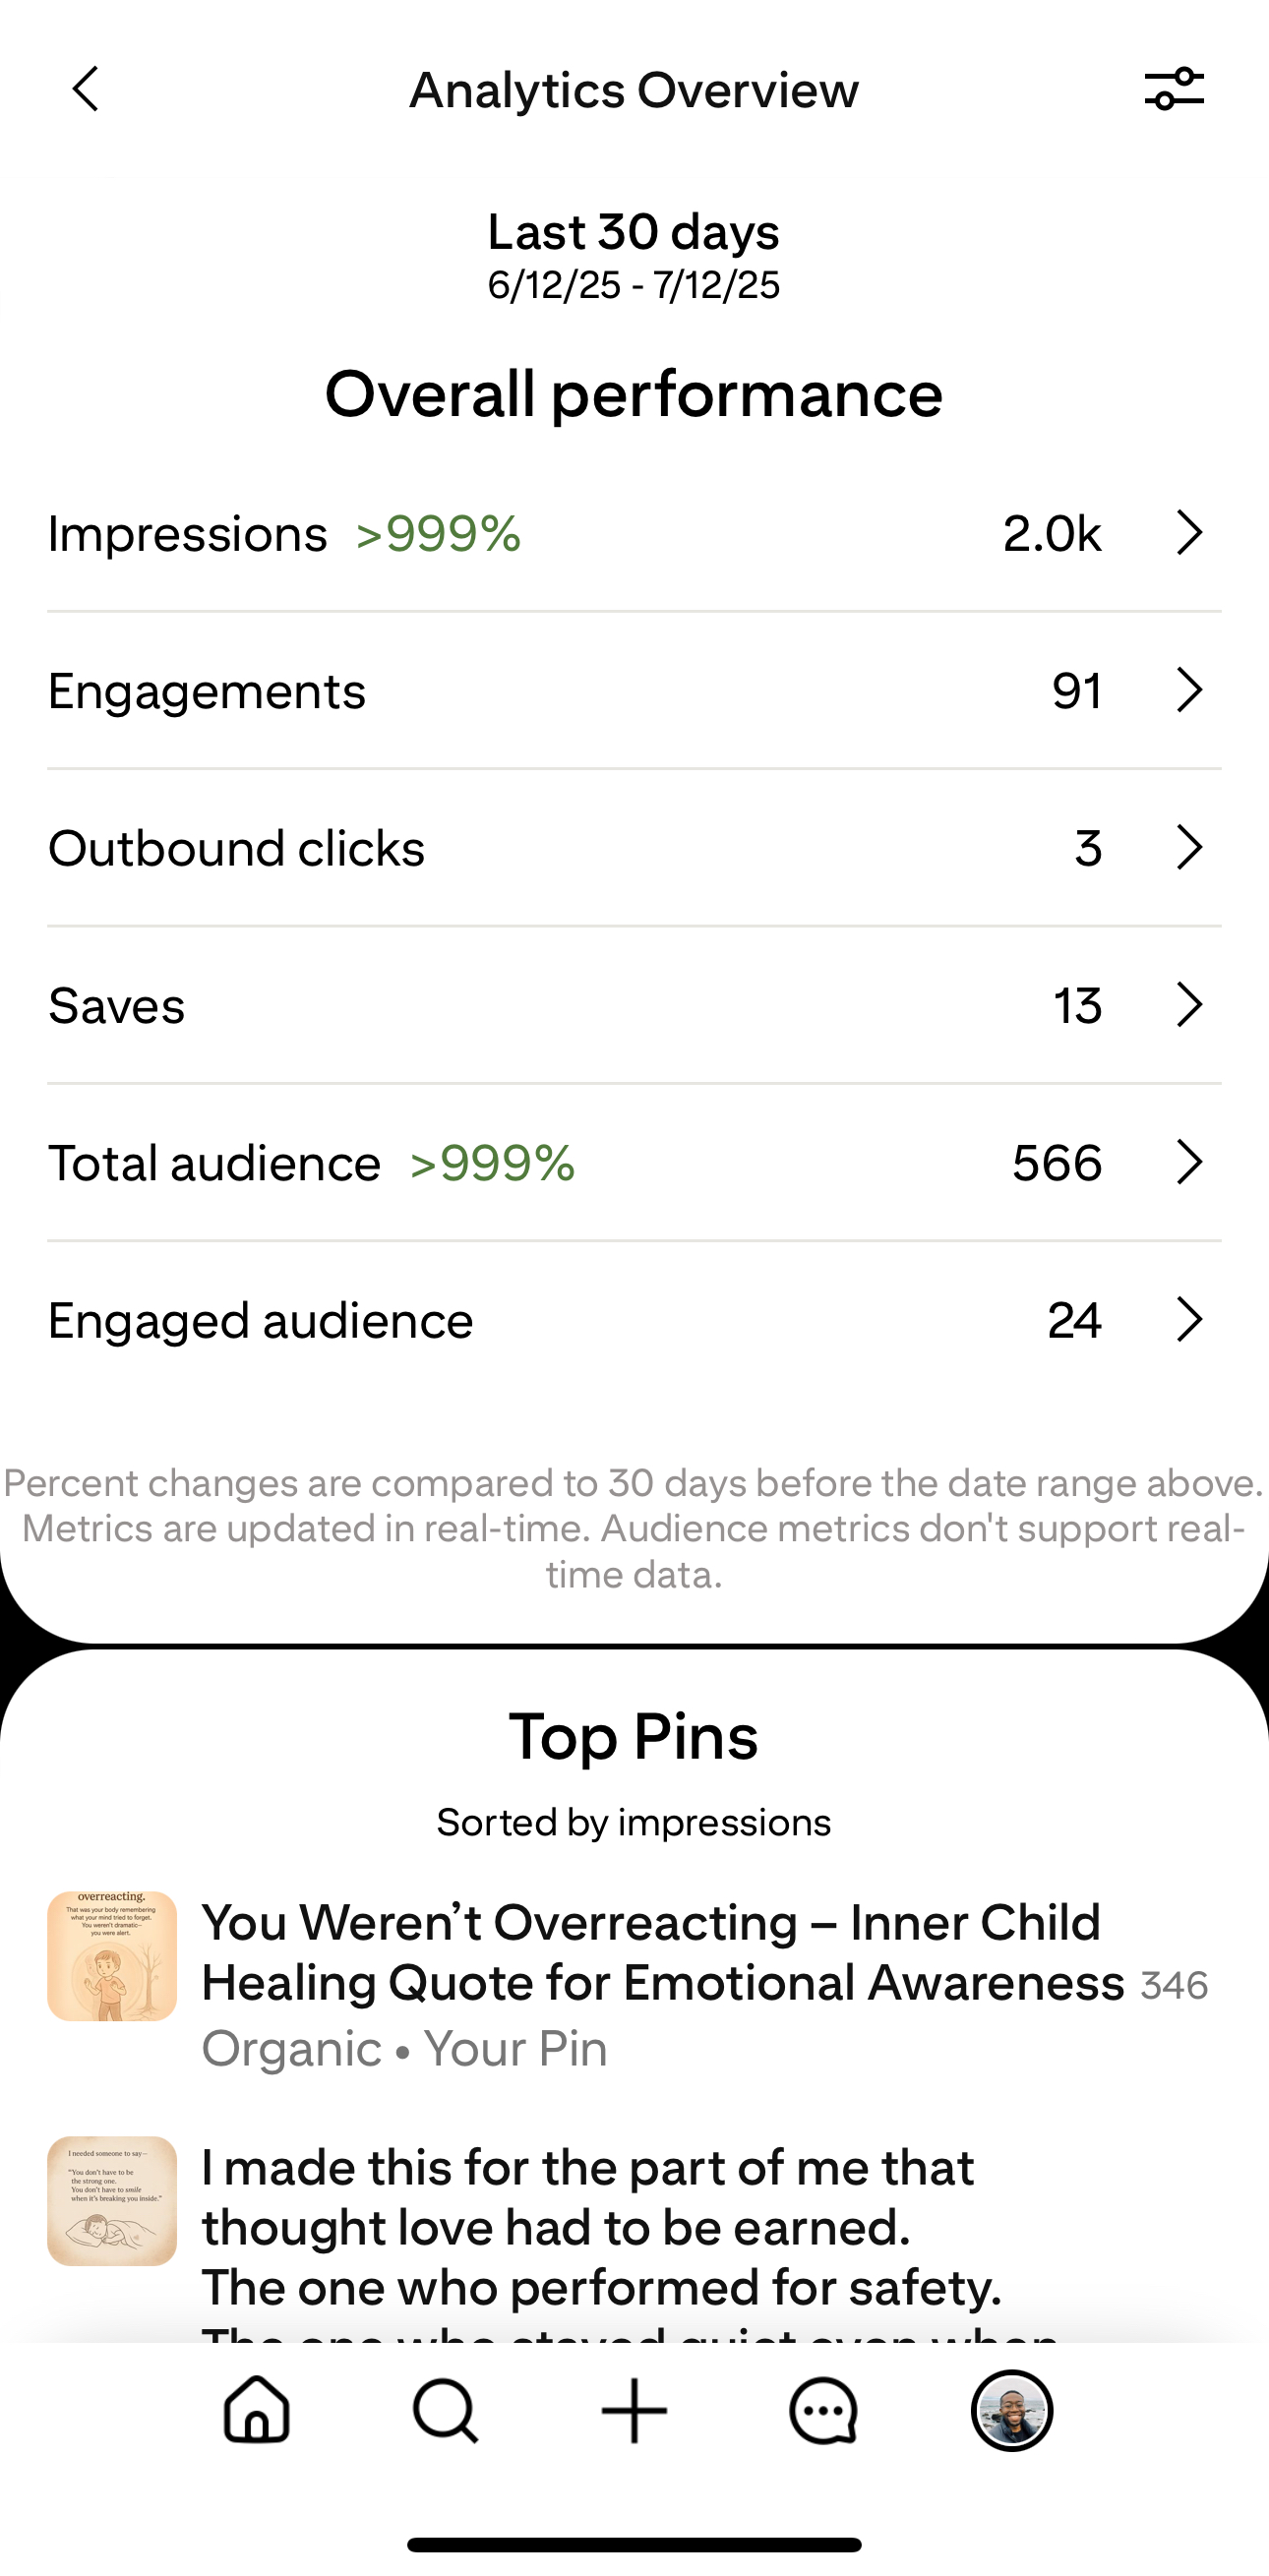 Analytics Overview
Last 30 days
6/12/25 - 7/12/25
Overall performance
Impressions >999% 2.0k
Engagements 91
Outbound clicks 3
Saves 13
Total audience >999% 566
Engaged audience 24
Percent changes are compared to 30 days before the date range above.
Metrics are updated in real-time. Audience metrics don't support real-
time data.
Top Pins
Sorted by impressions
overreacting.
That was your body remembering
what your mind tried to forget.
You weren't dramatic—
you were alert.
You Weren’t Overreacting – Inner Child
Healing Quote for Emotional Awareness 346
Organic • Your Pin
I needed someone to say—
"You don't have to be
the strong one.
You don't have to smile
when it's breaking you inside."
I made this for the part of me that
thought love had to be earned.
The one who performed for safety.
The one who stayed quiet even when